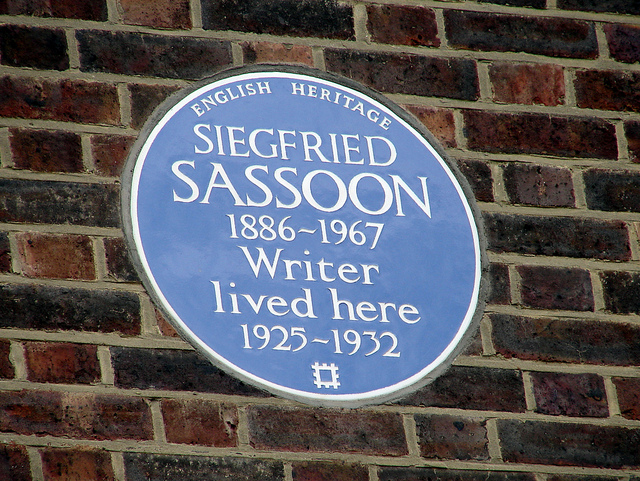 ENGLISH HERITAGE
SIEGFRIED
SASSOON
1886~1967
Writer
lived here
1925~1932